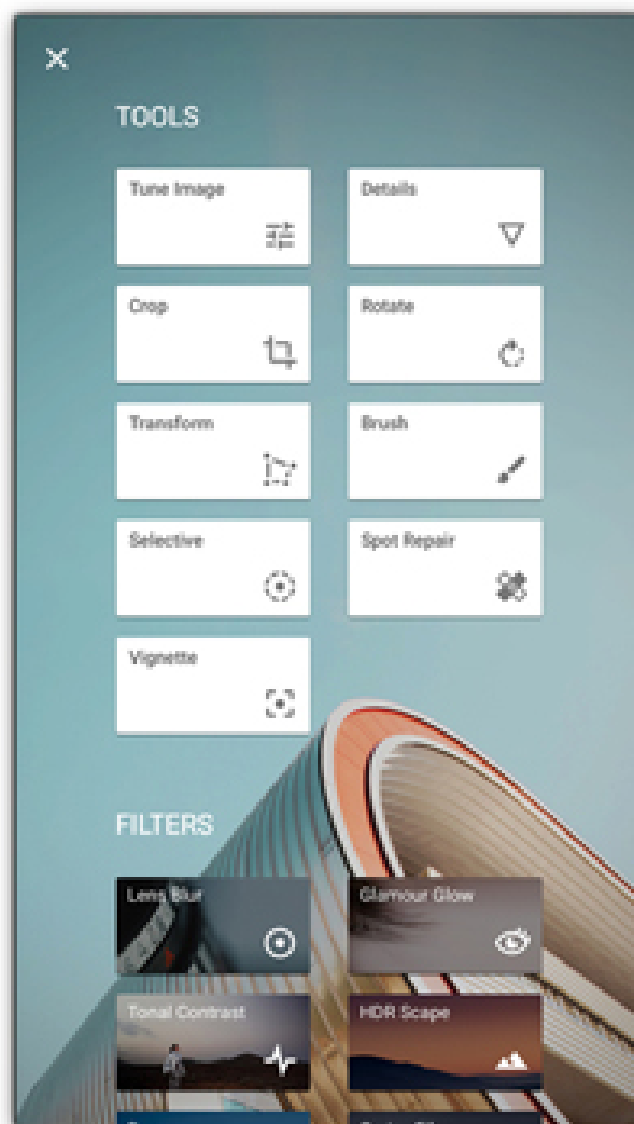 TOOLS
Tune Image
Details
Crop
Rotate
Transform
Brush
Selective
Spot Repair
Vignette
FILTERS
Lens Blur
Glamour Glow
Tonal Contrast
HDR Scape